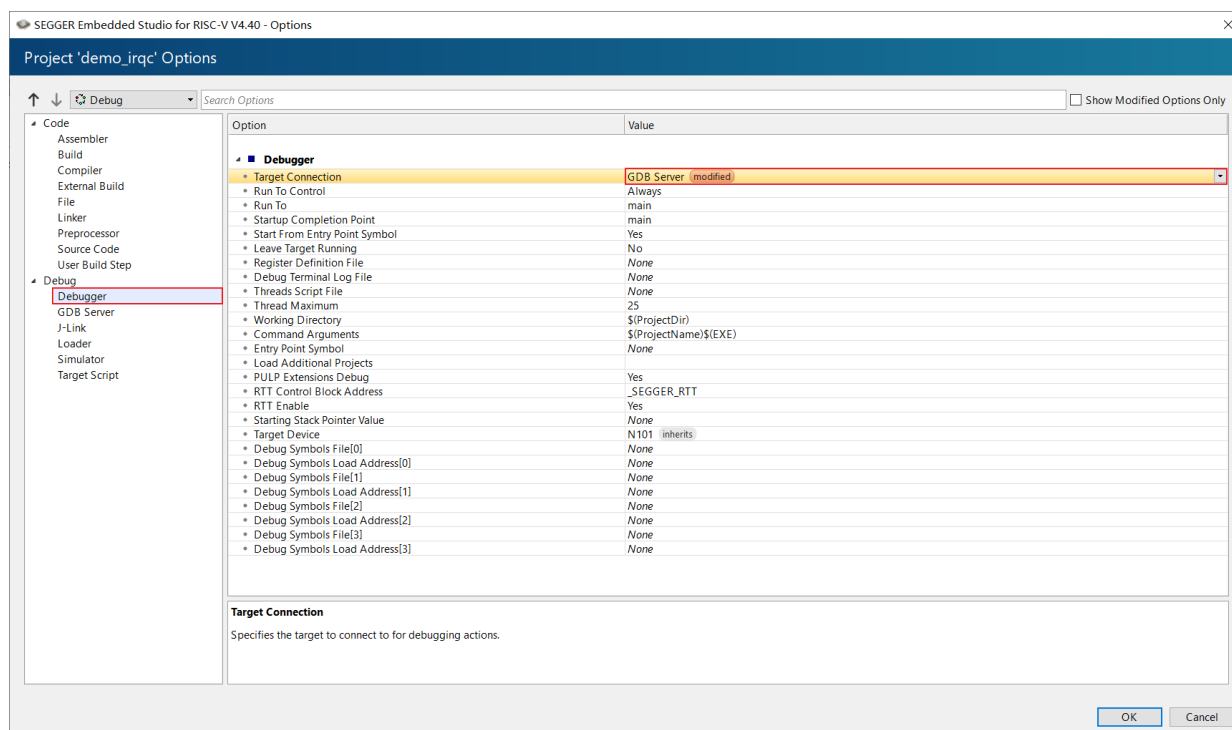 SEGGER Embedded Studio for RISC-V V4.40 - Options
Project 'demo_irqc' Options
Debug Search Options Show Modified Options Only
Code
Assembler
Build
Compiler
External Build
File
Linker
Preprocessor
Source Code
User Build Step
Debug
Debugger
GDB Server
J-Link
Loader
Simulator
Target Script
Option Value
Debugger
Target Connection GDB Server modified
Run To Control Always
Run To main
Startup Completion Point main
Start From Entry Point Symbol Yes
Leave Target Running No
Register Definition File None
Debug Terminal Log File None
Threads Script File None
Thread Maximum 25
Working Directory $(ProjectDir)
Command Arguments $(ProjectName)$(EXE)
Entry Point Symbol None
Load Additional Projects
PULP Extensions Debug Yes
RTT Control Block Address _SEGGER_RTT
RTT Enable Yes
Starting Stack Pointer Value None
Target Device N101 inherits
Debug Symbols File[0] None
Debug Symbols Load Address[0] None
Debug Symbols File[1] None
Debug Symbols Load Address[1] None
Debug Symbols File[2] None
Debug Symbols Load Address[2] None
Debug Symbols File[3] None
Debug Symbols Load Address[3] None
Target Connection
Specifies the target to connect to for debugging actions.
OK Cancel